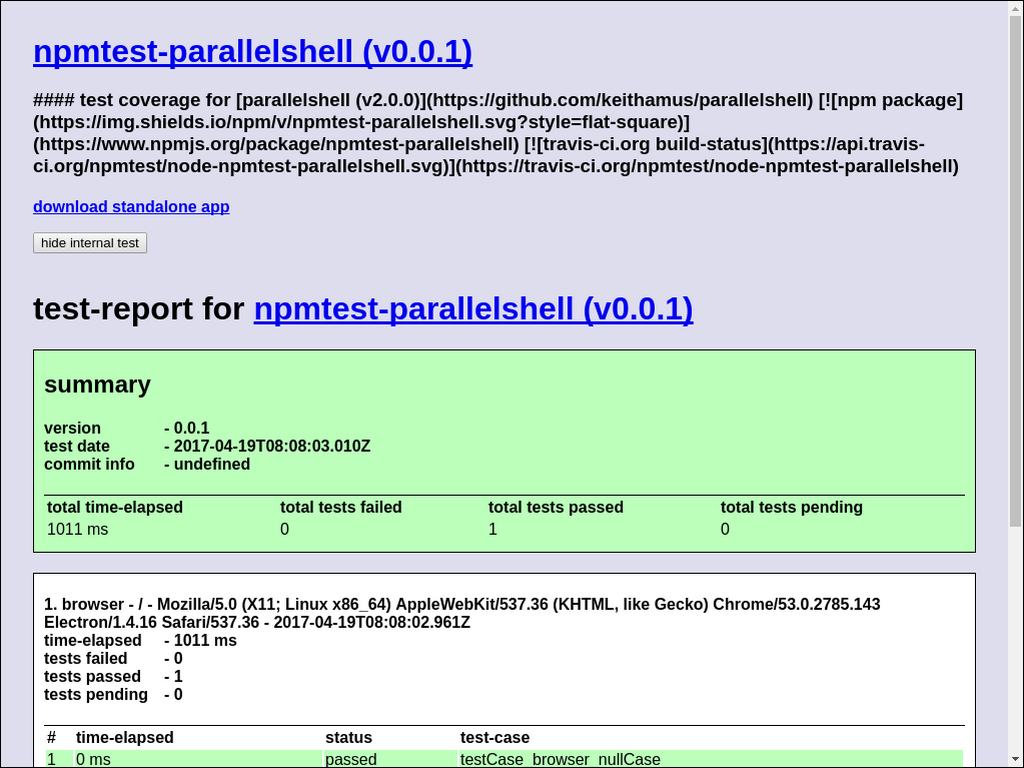 npmtest-parallelshell (v0.0.1)
#### test coverage for [parallelshell (v2.0.0)](https://github.com/keithamus/parallelshell) [![npm package]
(https://img.shields.io/npm/v/npmtest-parallelshell.svg?style=flat-square)]
(https://www.npmjs.org/package/npmtest-parallelshell) [![travis-ci.org build-status](https://api.travis-
ci.org/npmtest/node-npmtest-parallelshell.svg)](https://travis-ci.org/npmtest/node-npmtest-parallelshell)
download standalone app
hide internal test
test-report for npmtest-parallelshell (v0.0.1)
summary
version - 0.0.1
test date - 2017-04-19T08:08:03.010Z
commit info - undefined
total time-elapsed total tests failed total tests passed total tests pending
1011 ms 0 1 0
1. browser - / - Mozilla/5.0 (X11; Linux x86_64) AppleWebKit/537.36 (KHTML, like Gecko) Chrome/53.0.2785.143
Electron/1.4.16 Safari/537.36 - 2017-04-19T08:08:02.961Z
time-elapsed - 1011 ms
tests failed - 0
tests passed - 1
tests pending - 0
# time-elapsed status test-case
1 0 ms passed testCase_browser_nullCase